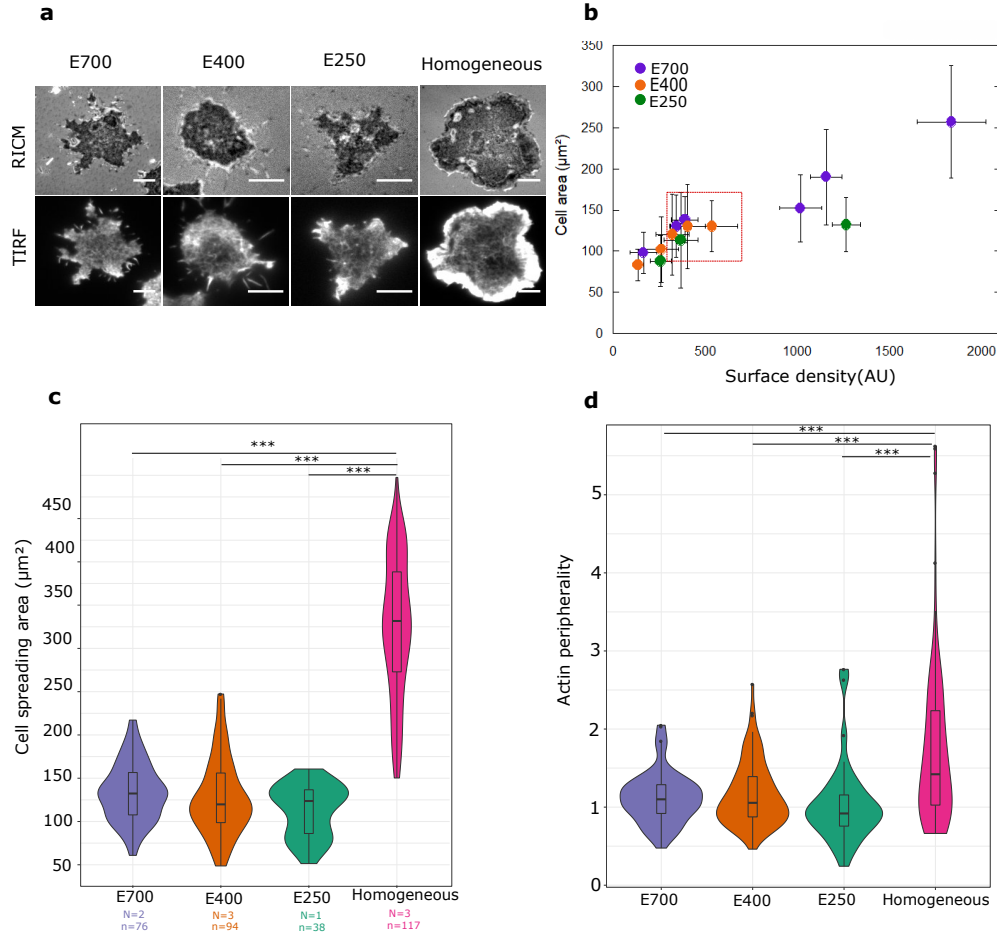 a
E700 E400 E250 Homogeneous
RICM
TIRF
b
350
300
250
200
150
100
50
0
Cell area (µm²)
E700
E400
E250
0 500 1000 1500 2000
Surface density(AU)
c
***
***
***
450
400
350
300
250
200
150
100
50
Cell spreading area (µm²)
E700 E400 E250 Homogeneous
N=2 N=3 N=1 N=3
n=76 n=94 n=38 n=117
d
***
***
***
5
4
3
2
1
0
Actin peripherality
E700 E400 E250 Homogeneous